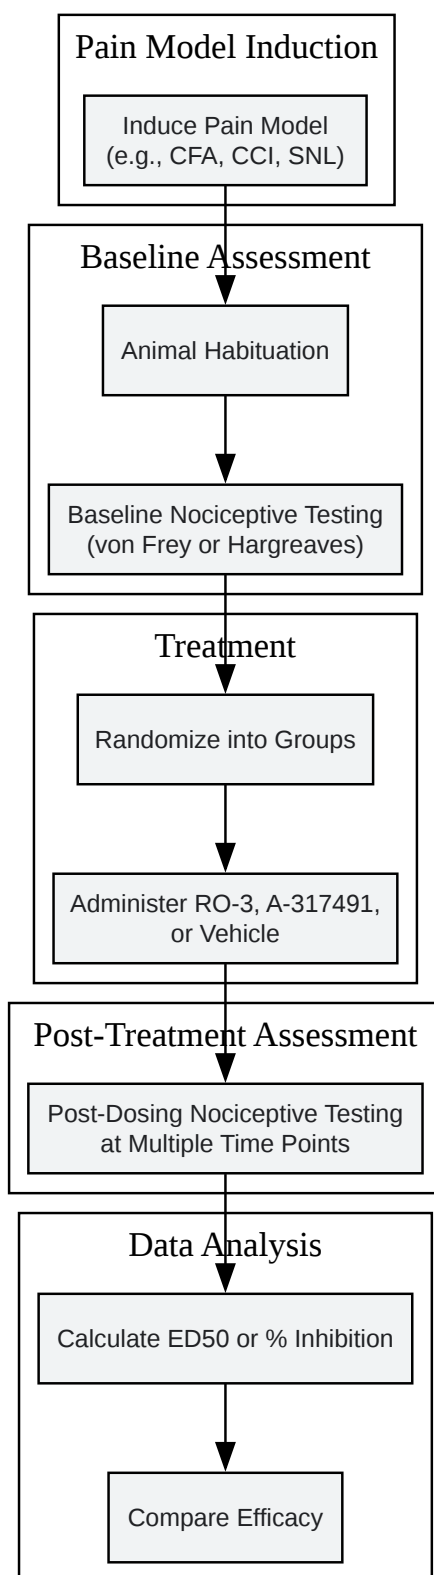 Pain Model Induction
Induce Pain Model
(e.g., CFA, CCI, SNL)
Baseline Assessment
Animal Habituation
Baseline Nociceptive Testing
(von Frey or Hargreaves)
Treatment
Randomize into Groups
Administer RO-3, A-317491,
or Vehicle
Post-Treatment Assessment
Post-Dosing Nociceptive Testing
at Multiple Time Points
Data Analysis
Calculate ED50 or % Inhibition
Compare Efficacy